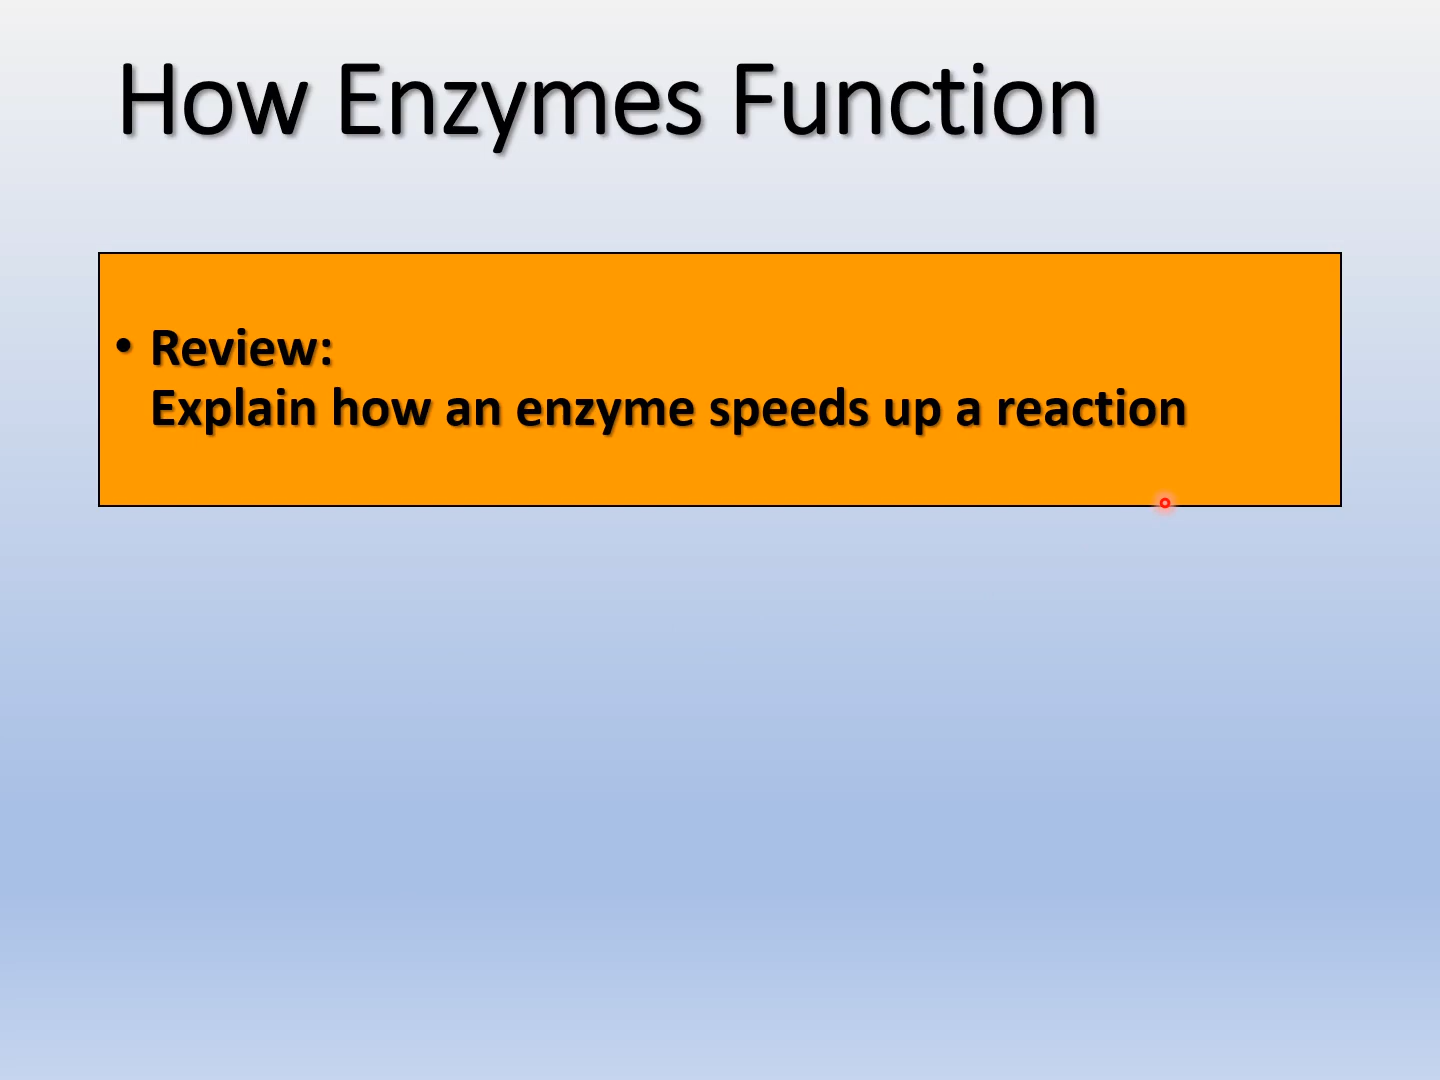 How Enzymes Function
• Review:
Explain how an enzyme speeds up a reaction